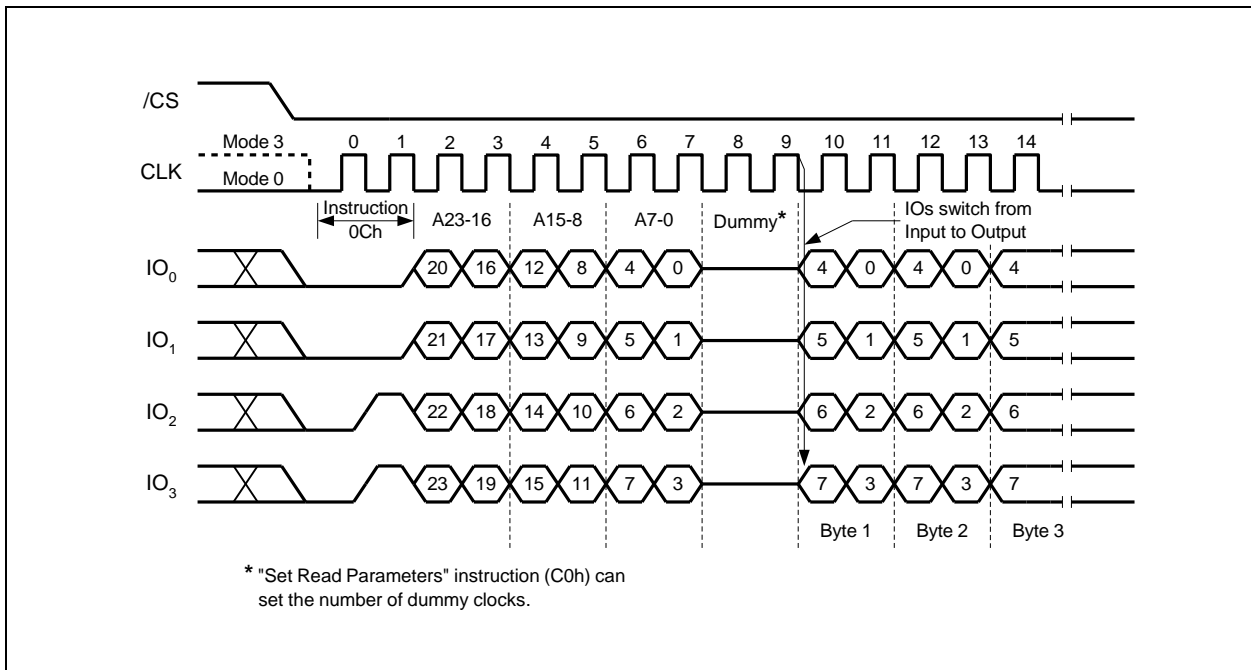 /CS
Mode 3 0 1 2 3 4 5 6 7 8 9 10 11 12 13 14
CLK
Mode 0
Instruction
0Ch
A23-16 A15-8 A7-0 Dummy*
IOs switch from
Input to Output
IO0 20 16 12 8 4 0 4 0 4 0 4
IO1 21 17 13 9 5 1 5 1 5 1 5
IO2 22 18 14 10 6 2 6 2 6 2 6
IO3 23 19 15 11 7 3 7 3 7 3 7
Byte 1 Byte 2 Byte 3
* "Set Read Parameters" instruction (C0h) can
set the number of dummy clocks.